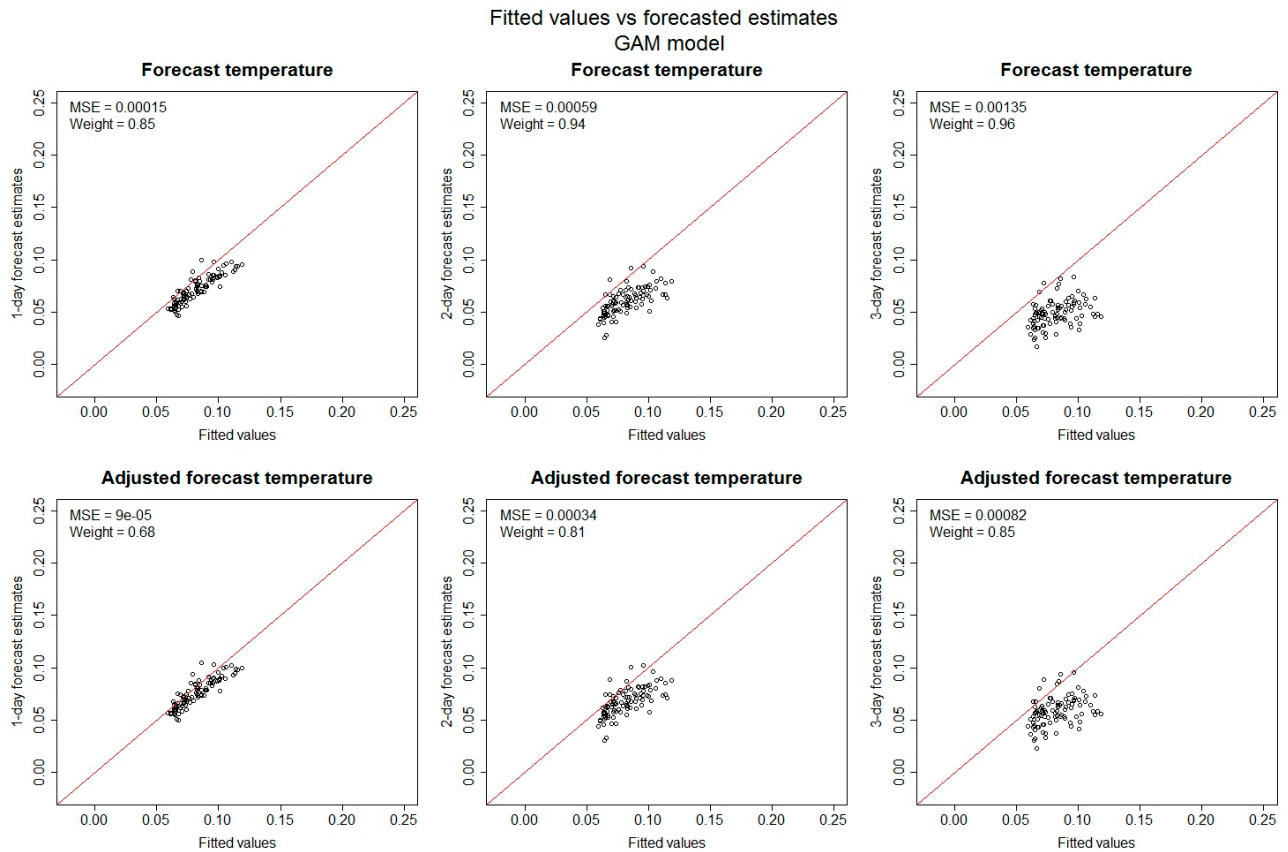 Fitted values vs forecasted estimates
GAM model
Forecast temperature
MSE = 0.00015
Weight = 0.85
1-day forecast estimates
0.25
0.20
0.15
0.10
0.05
0.00
0.00 0.05 0.10 0.15 0.20 0.25
Fitted values
Forecast temperature
MSE = 0.00059
Weight = 0.94
2-day forecast estimates
0.25
0.20
0.15
0.10
0.05
0.00
0.00 0.05 0.10 0.15 0.20 0.25
Fitted values
Forecast temperature
MSE = 0.00135
Weight = 0.96
3-day forecast estimates
0.25
0.20
0.15
0.10
0.05
0.00
0.00 0.05 0.10 0.15 0.20 0.25
Fitted values
Adjusted forecast temperature
MSE = 9e-05
Weight = 0.68
1-day forecast estimates
0.25
0.20
0.15
0.10
0.05
0.00
0.00 0.05 0.10 0.15 0.20 0.25
Fitted values
Adjusted forecast temperature
MSE = 0.00034
Weight = 0.81
2-day forecast estimates
0.25
0.20
0.15
0.10
0.05
0.00
0.00 0.05 0.10 0.15 0.20 0.25
Fitted values
Adjusted forecast temperature
MSE = 0.00082
Weight = 0.85
3-day forecast estimates
0.25
0.20
0.15
0.10
0.05
0.00
0.00 0.05 0.10 0.15 0.20 0.25
Fitted values